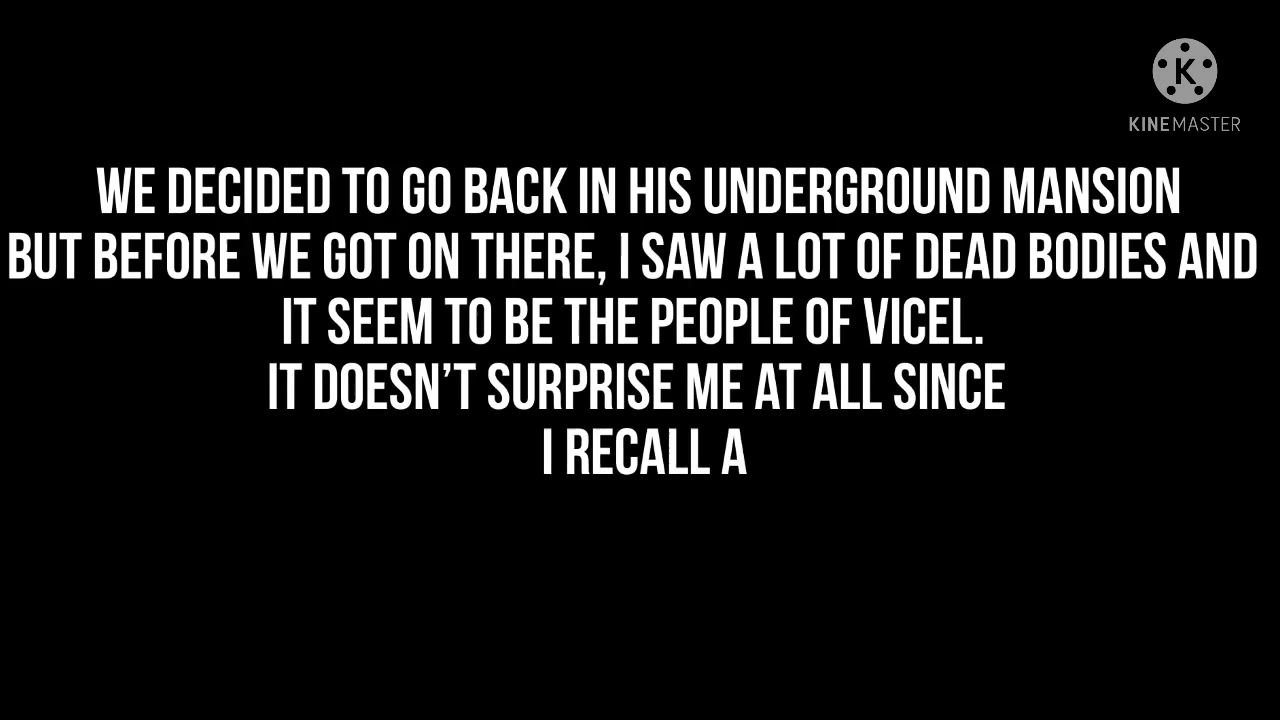 K
KINEMASTER
WE DECIDED TO GO BACK IN HIS UNDERGROUND MANSION
BUT BEFORE WE GOT ON THERE, I SAW A LOT OF DEAD BODIES AND
IT SEEM TO BE THE PEOPLE OF VICEL.
IT DOESN’T SURPRISE ME AT ALL SINCE
I RECALL A